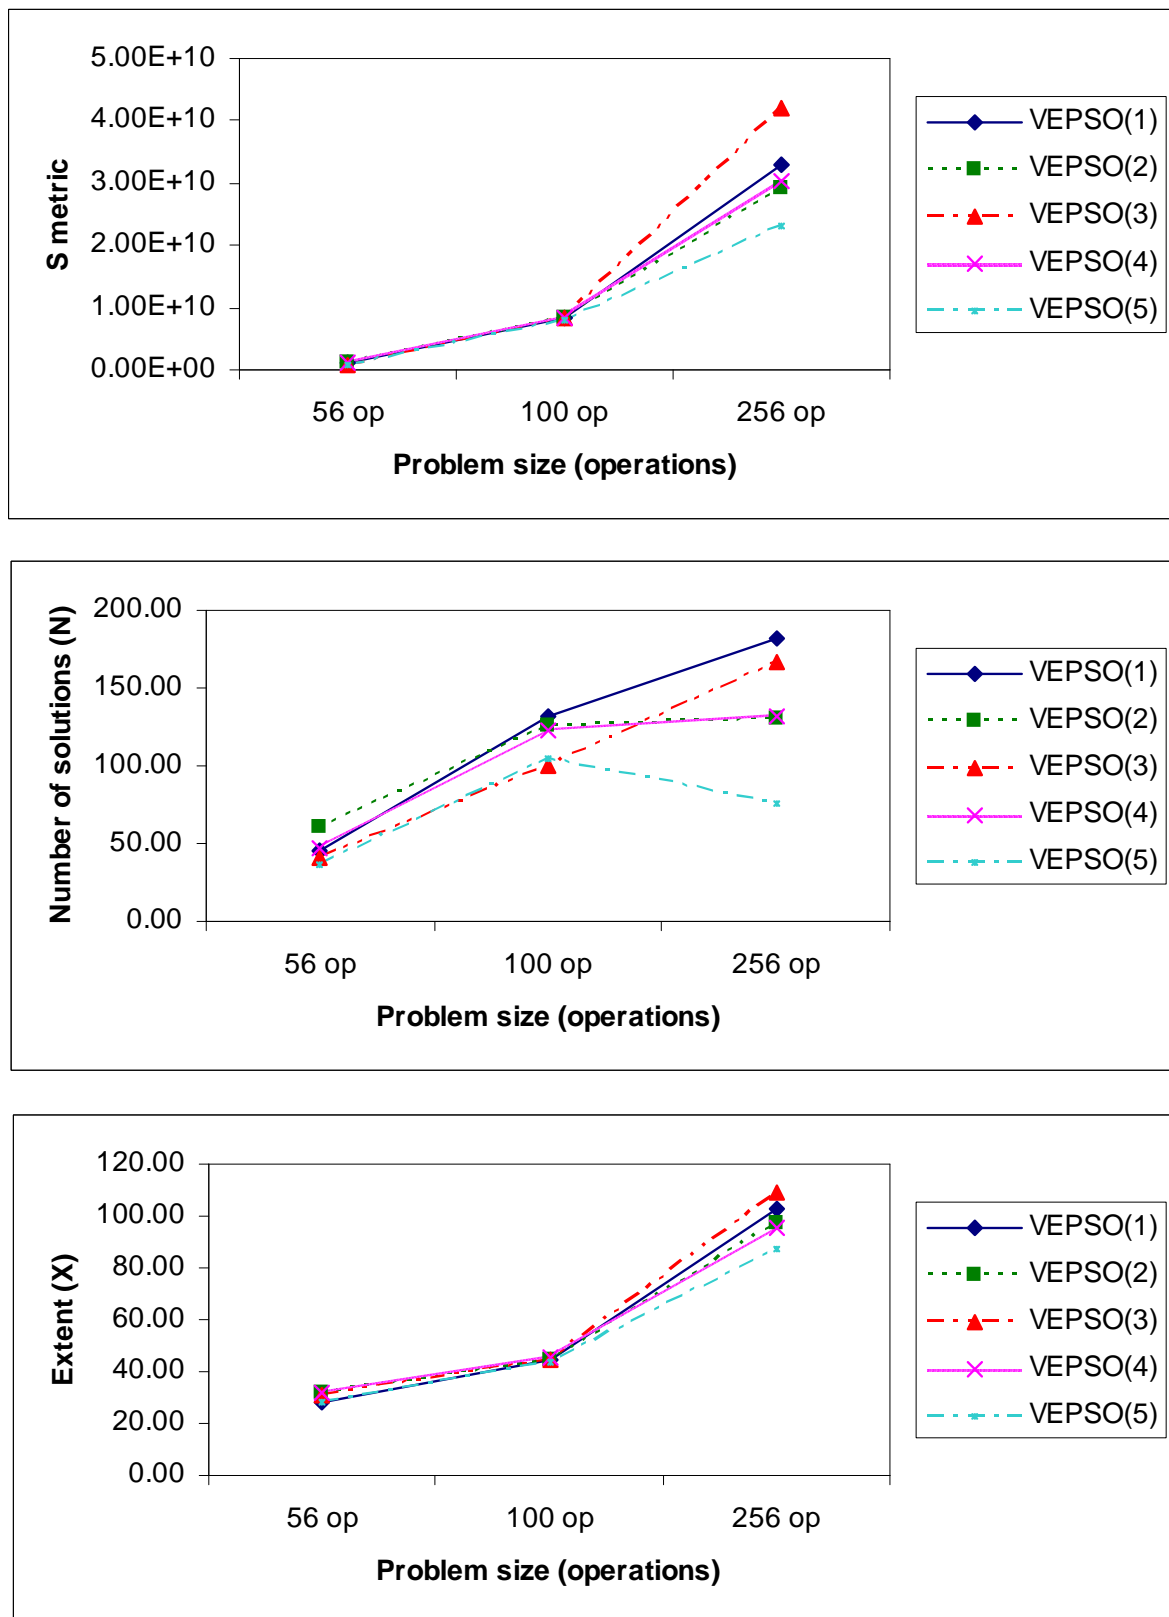 5.00E+10
4.00E+10
3.00E+10
2.00E+10
1.00E+10
0.00E+00
S metric
56 op 100 op 256 op
Problem size (operations)
VEPSO(1)
VEPSO(2)
VEPSO(3)
VEPSO(4)
VEPSO(5)
200.00
150.00
100.00
50.00
0.00
Number of solutions (N)
56 op 100 op 256 op
Problem size (operations)
VEPSO(1)
VEPSO(2)
VEPSO(3)
VEPSO(4)
VEPSO(5)
120.00
100.00
80.00
60.00
40.00
20.00
0.00
Extent (X)
56 op 100 op 256 op
Problem size (operations)
VEPSO(1)
VEPSO(2)
VEPSO(3)
VEPSO(4)
VEPSO(5)